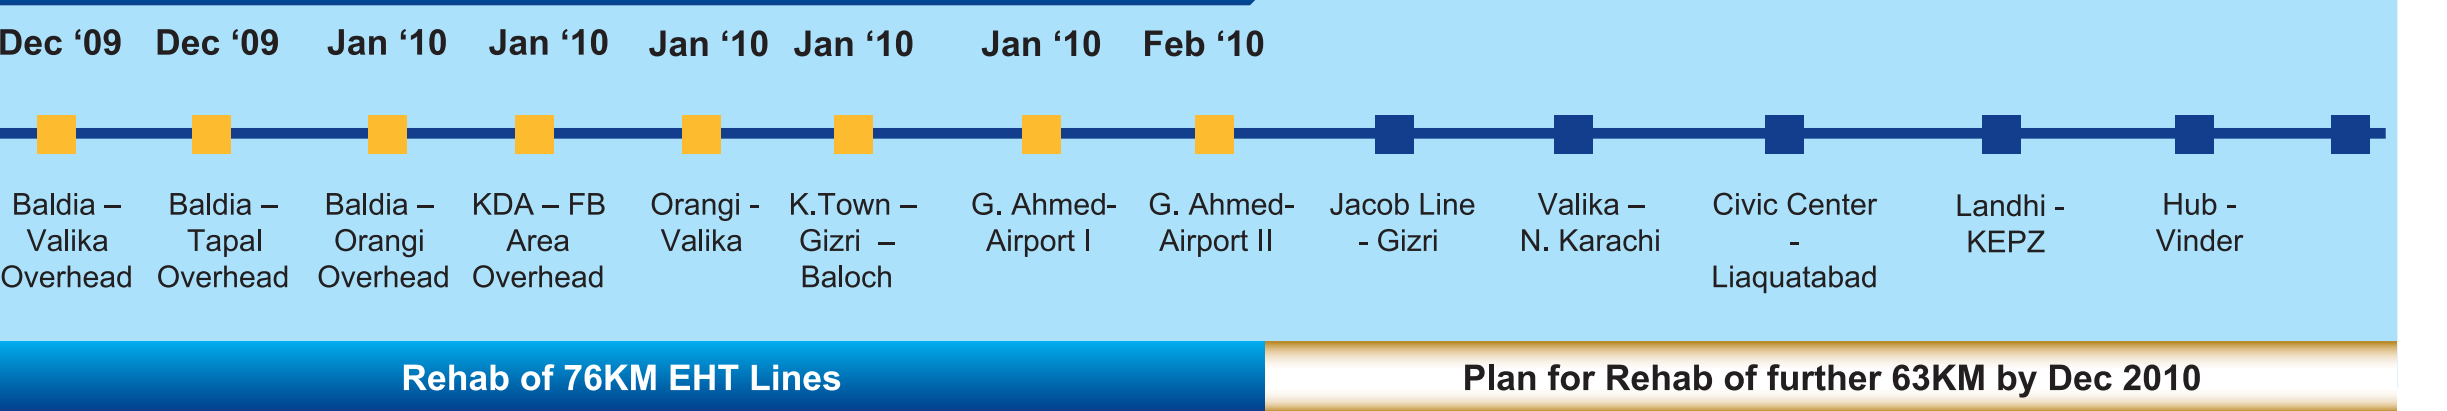 Dec ‘09 Dec ‘09 Jan ‘10 Jan ‘10 Jan ‘10 Jan ‘10 Jan ‘10 Feb ‘10
Baldia –
Valika
Overhead
Baldia –
Tapal
Overhead
Baldia –
Orangi
Overhead
KDA – FB
Area
Overhead
Orangi -
Valika
K.Town –
Gizri –
Baloch
G. Ahmed-
Airport I
G. Ahmed-
Airport II
Jacob Line
- Gizri
Valika –
N. Karachi
Civic Center
-
Liaquatabad
Landhi -
KEPZ
Hub -
Vinder
Rehab of 76KM EHT Lines
Plan for Rehab of further 63KM by Dec 2010